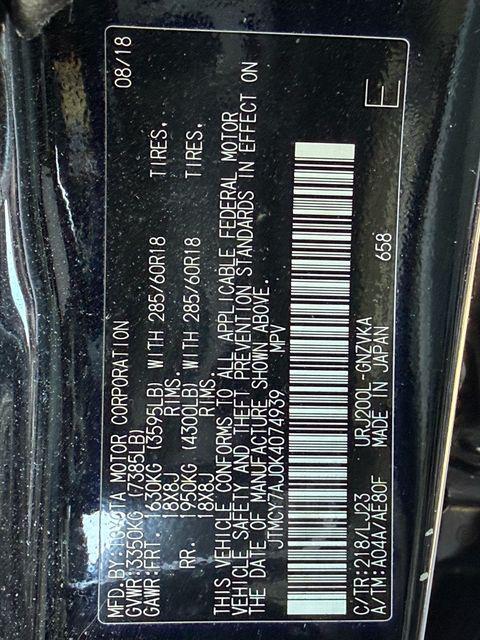 MFD.BY:TOYOTA MOTOR CORPORATION 08/18
GVWR:3350KG (7385LB)
GAWR:FRT. 1630KG (3595LB) WITH 285/60R18 TIRES,
18X8J RIMS.
RR. 1950KG (4300LB) WITH 285/60R18 TIRES,
18X8J RIMS.
THIS VEHICLE CONFORMS TO ALL APPLICABLE FEDERAL MOTOR
VEHICLE SAFETY AND THEFT PREVENTION STANDARDS IN EFFECT ON
THE DATE OF MANUFACTURE SHOWN ABOVE.
JTMCY7AJ0K4074939 MPV
C/TR:218/LJ23 URJ200L-GNZVKA
A/TM:A04A/AE80F MADE IN JAPAN 658
E